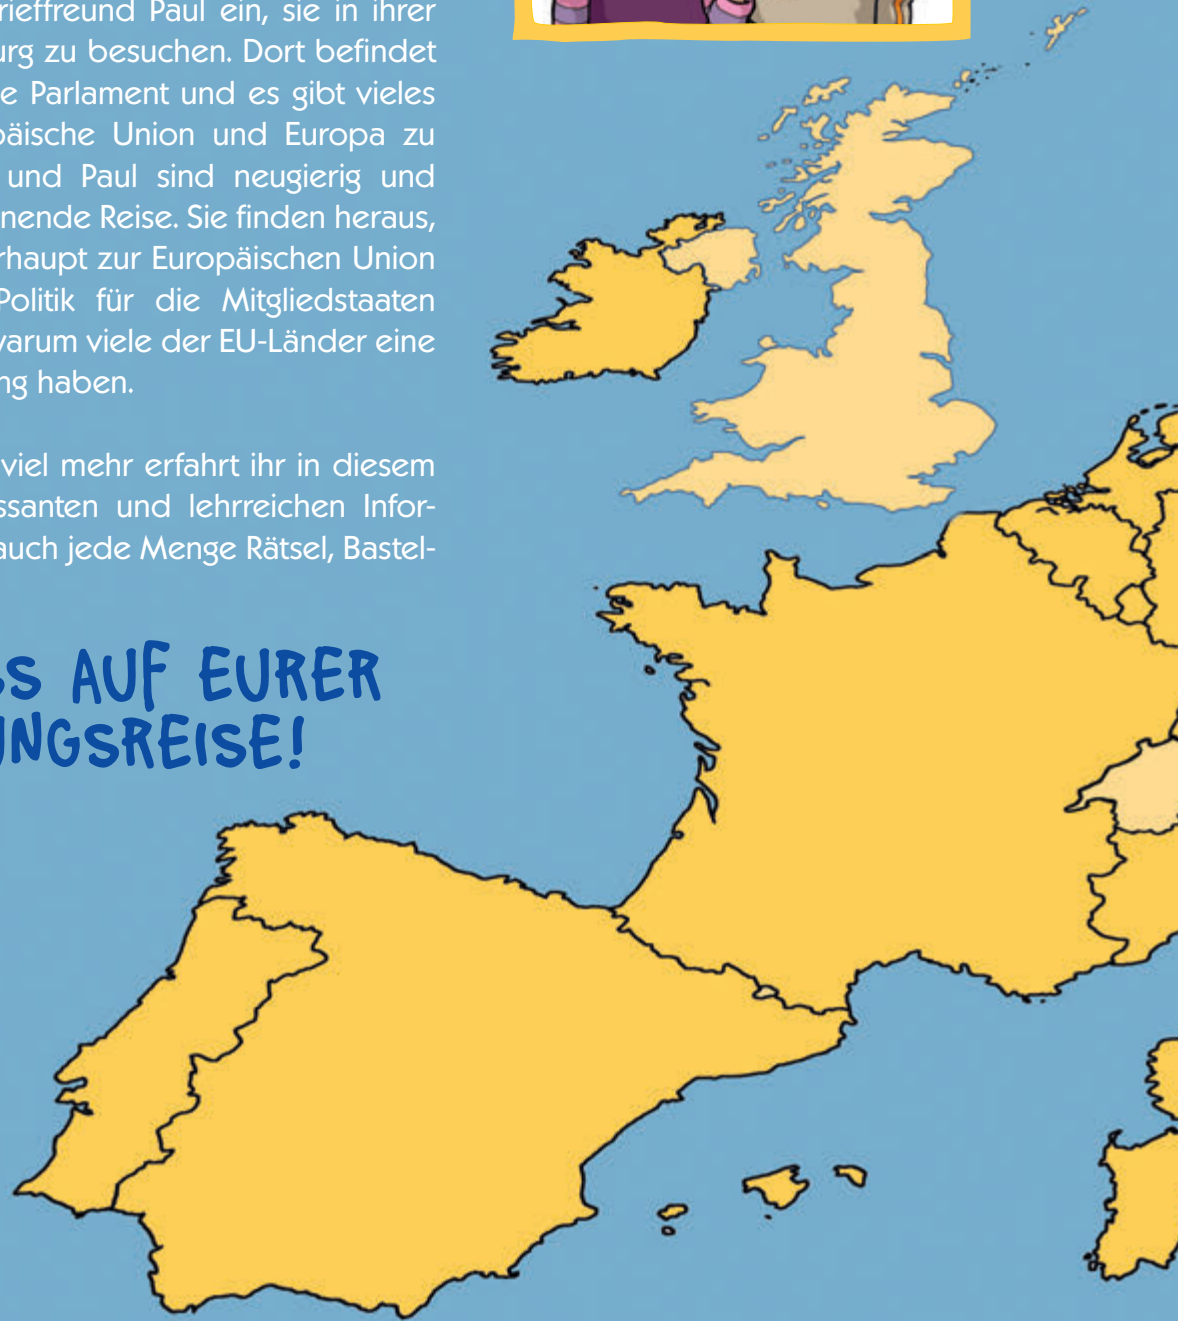 rieffreund Paul ein, sie in ihrer
urg zu besuchen. Dort befindet
e Parlament und es gibt vieles
päische Union und Europa zu
und Paul sind neugierig und
nende Reise. Sie finden heraus,
rhaupt zur Europäischen Union
Politik für die Mitgliedstaaten
varum viele der EU-Länder eine
ng haben.
viel mehr erfahrt ihr in diesem
ssanten und lehrreichen Infor-
auch jede Menge Rätsel, Bastel-
SS AUF EURER
UNGSREISE!